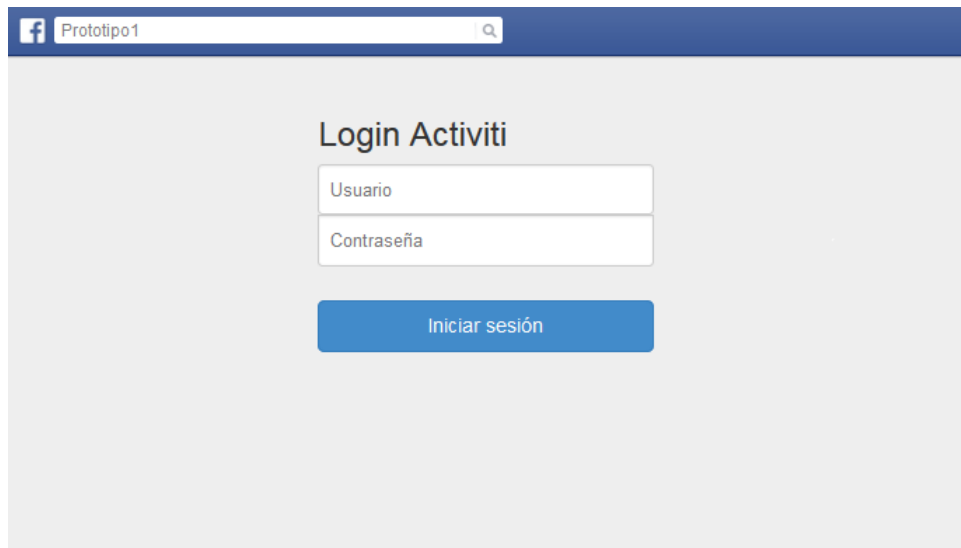 Prototipo1
Login Activiti
Usuario
Contraseña
Iniciar sesión